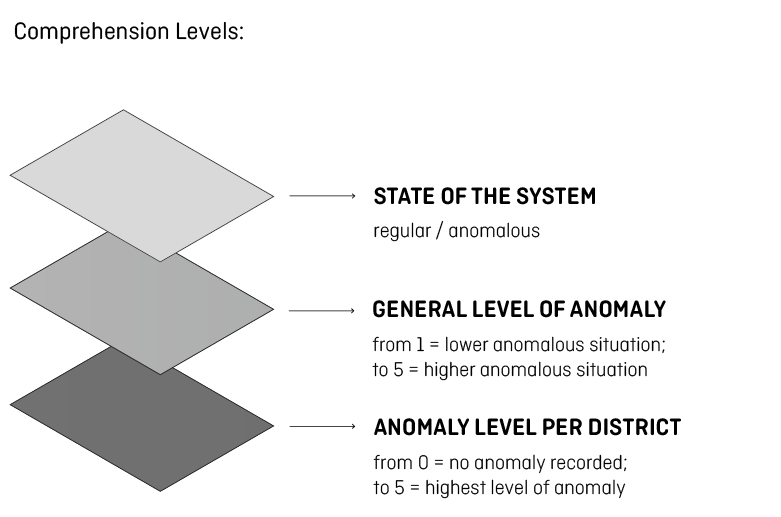 Comprehension Levels:
STATE OF THE SYSTEM
regular / anomalous
GENERAL LEVEL OF ANOMALY
from 1 = lower anomalous situation;
to 5 = higher anomalous situation
ANOMALY LEVEL PER DISTRICT
from 0 = no anomaly recorded;
to 5 = highest level of anomaly